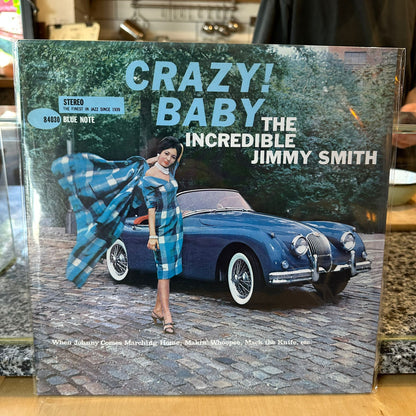 CRAZY!
BABY
THE
INCREDIBLE
JIMMY SMITH
STEREO
THE FINEST IN JAZZ SINCE 1939
84030 BLUE NOTE
When Johnny Comes Marching Home, Makin' Whoopee, Mack the Knife, etc.